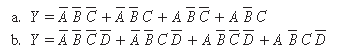 a. Y = A̅ B̅ C̅ + A̅ B̅ C + A B̅ C̅ + A B̅ C
b. Y = A̅ B̅ C̅ D̅ + A̅ B̅ C D̅ + A B̅ C̅ D̅ + A B̅ C D̅